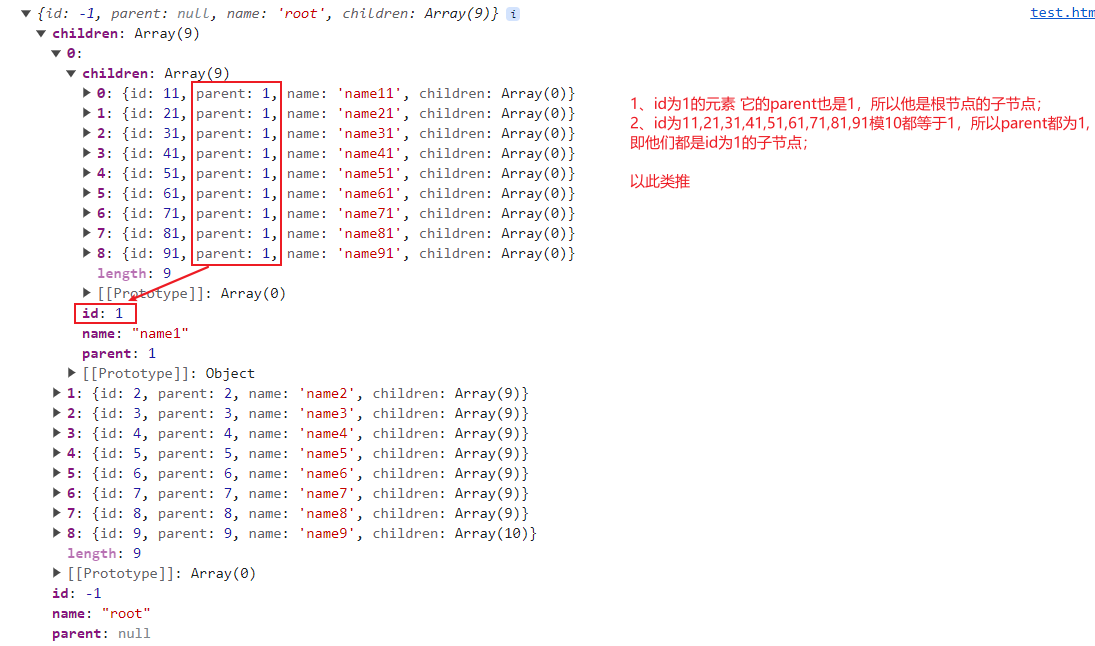 {id: -1, parent: null, name: 'root', children: Array(9)} i
test.htm
children: Array(9)
0:
children: Array(9)
0: {id: 11, parent: 1, name: 'name11', children: Array(0)}
1: {id: 21, parent: 1, name: 'name21', children: Array(0)}
2: {id: 31, parent: 1, name: 'name31', children: Array(0)}
3: {id: 41, parent: 1, name: 'name41', children: Array(0)}
4: {id: 51, parent: 1, name: 'name51', children: Array(0)}
5: {id: 61, parent: 1, name: 'name61', children: Array(0)}
6: {id: 71, parent: 1, name: 'name71', children: Array(0)}
7: {id: 81, parent: 1, name: 'name81', children: Array(0)}
8: {id: 91, parent: 1, name: 'name91', children: Array(0)}
length: 9
[[Prototype]]: Array(0)
id: 1
name: "name1"
parent: 1
[[Prototype]]: Object
1: {id: 2, parent: 2, name: 'name2', children: Array(9)}
2: {id: 3, parent: 3, name: 'name3', children: Array(9)}
3: {id: 4, parent: 4, name: 'name4', children: Array(9)}
4: {id: 5, parent: 5, name: 'name5', children: Array(9)}
5: {id: 6, parent: 6, name: 'name6', children: Array(9)}
6: {id: 7, parent: 7, name: 'name7', children: Array(9)}
7: {id: 8, parent: 8, name: 'name8', children: Array(9)}
8: {id: 9, parent: 9, name: 'name9', children: Array(10)}
length: 9
[[Prototype]]: Array(0)
id: -1
name: "root"
parent: null
1、id为1的元素 它的parent也是1，所以他是根节点的子节点；
2、id为11,21,31,41,51,61,71,81,91模10都等于1，所以parent都为1,
即他们都是id为1的子节点；
以此类推